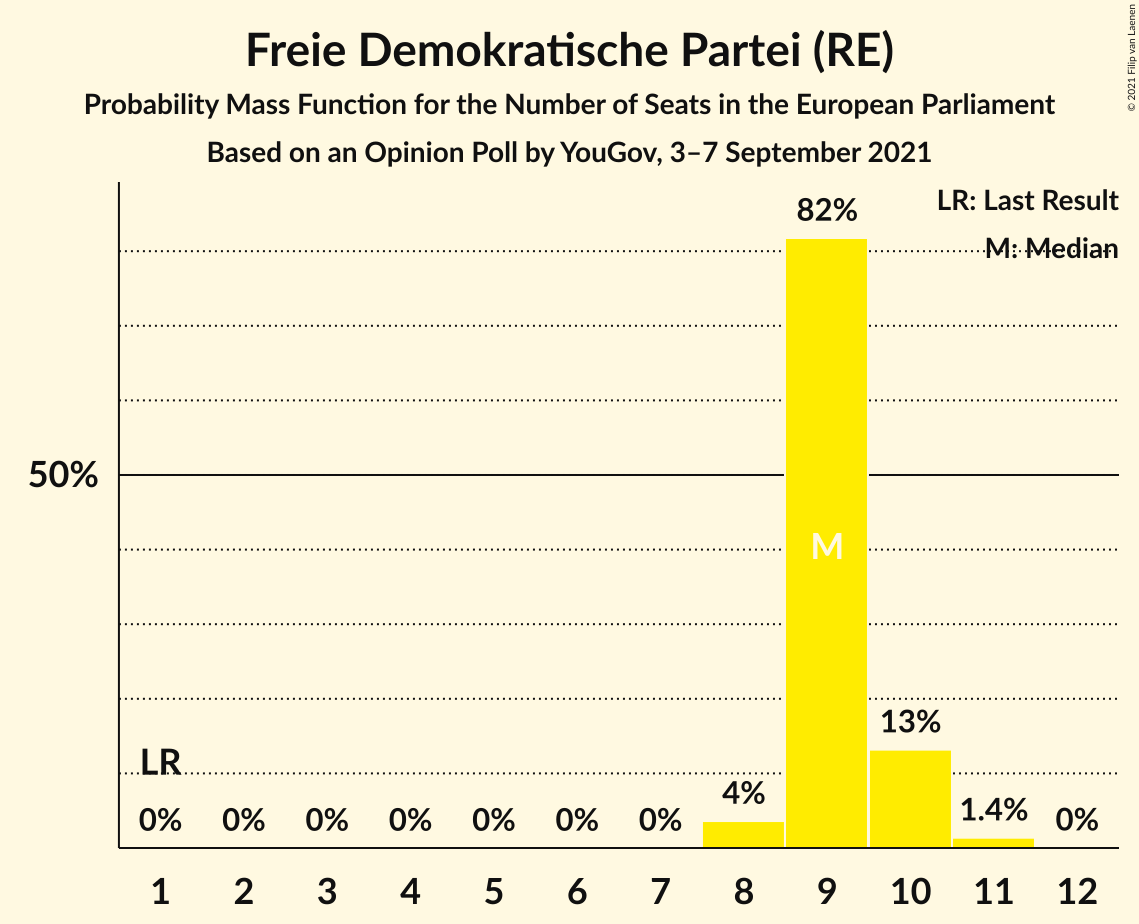 Freie Demokratische Partei (RE)
Probability Mass Function for the Number of Seats in the European Parliament
Based on an Opinion Poll by YouGov, 3–7 September 2021
© 2021 Filip van Laenen
LR: Last Result
M: Median
82%
50%
M
13%
LR
4%
1.4%
0% 0% 0% 0% 0% 0% 0% 0%
1 2 3 4 5 6 7 8 9 10 11 12